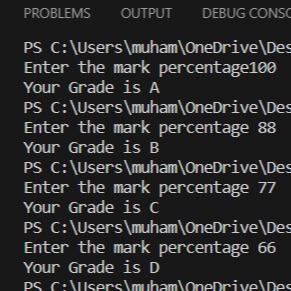 PROBLEMS OUTPUT DEBUG CONSO
PS C:\Users\muham\OneDrive\Des
Enter the mark percentage100
Your Grade is A
PS C:\Users\muham\OneDrive\Des
Enter the mark percentage 88
Your Grade is B
PS C:\Users\muham\OneDrive\Des
Enter the mark percentage 77
Your Grade is C
PS C:\Users\muham\OneDrive\Des
Enter the mark percentage 66
Your Grade is D
PS C:\Users\muham\OneDrive\Des